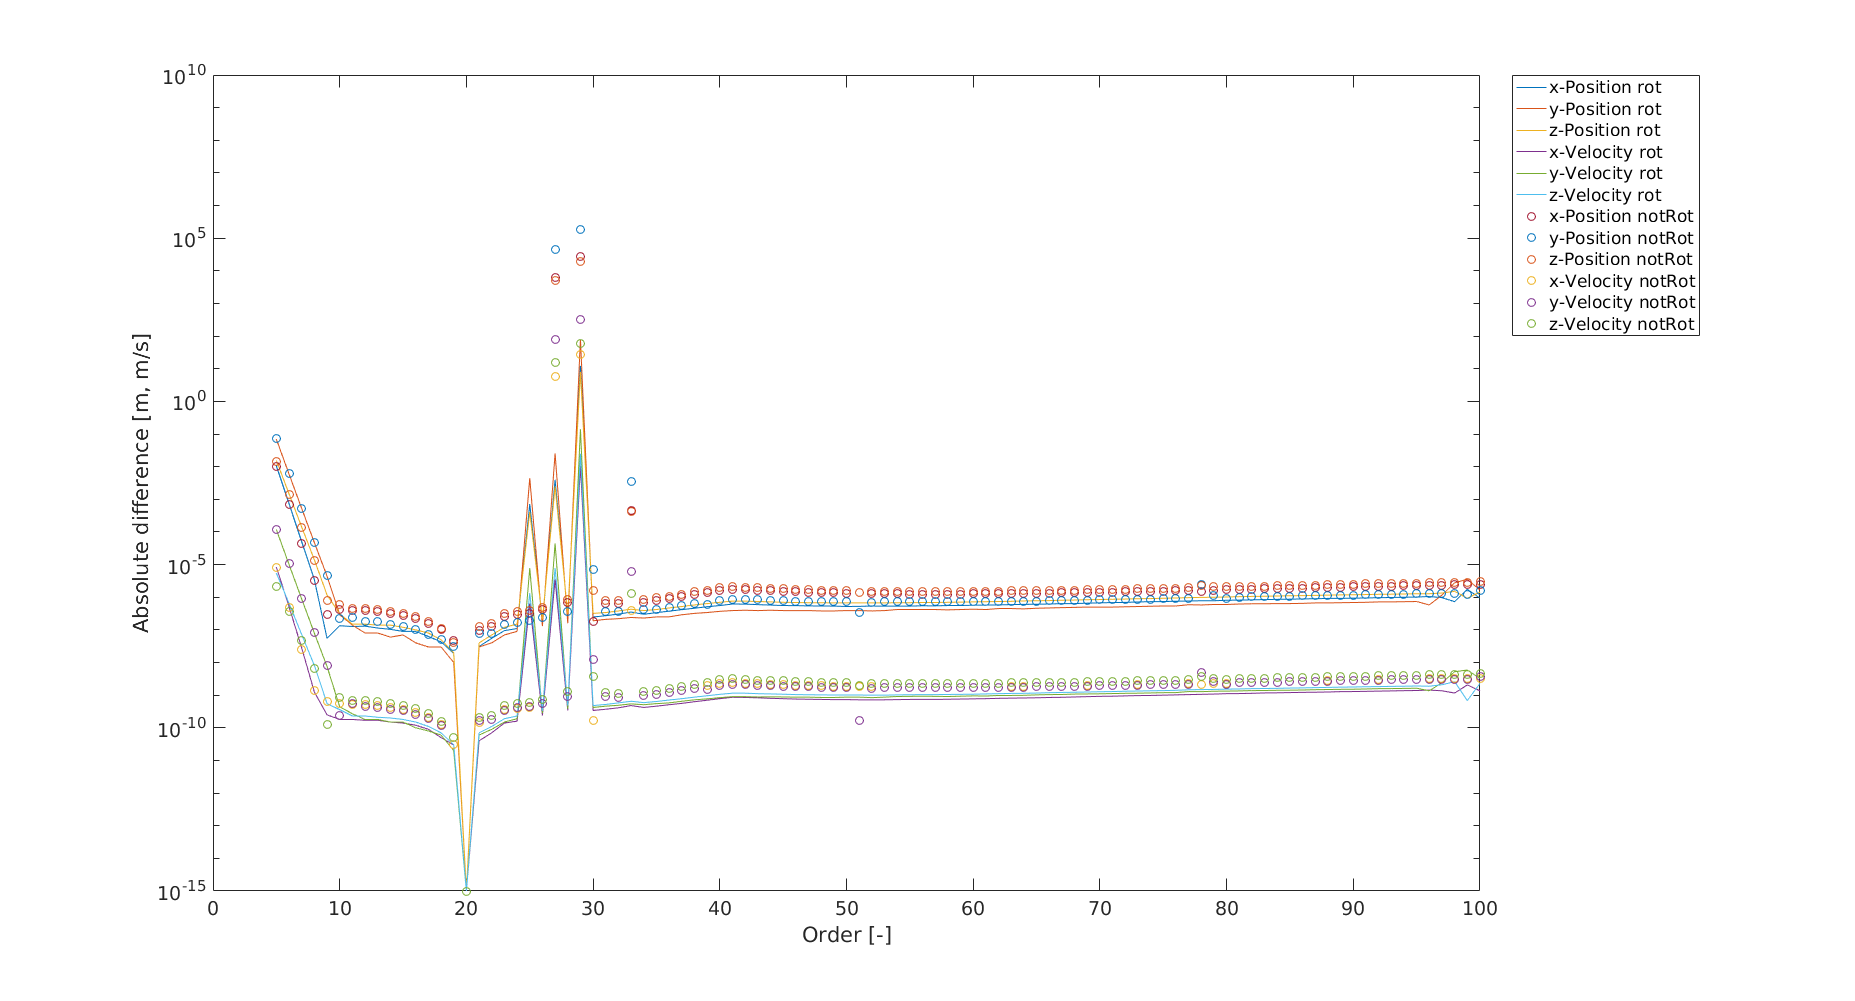 10^10
10^5
10^0
10^-5
10^-10
10^-15
Absolute difference [m, m/s]
0 10 20 30 40 50 60 70 80 90 100
Order [-]
x-Position rot
y-Position rot
z-Position rot
x-Velocity rot
y-Velocity rot
z-Velocity rot
x-Position notRot
y-Position notRot
z-Position notRot
x-Velocity notRot
y-Velocity notRot
z-Velocity notRot